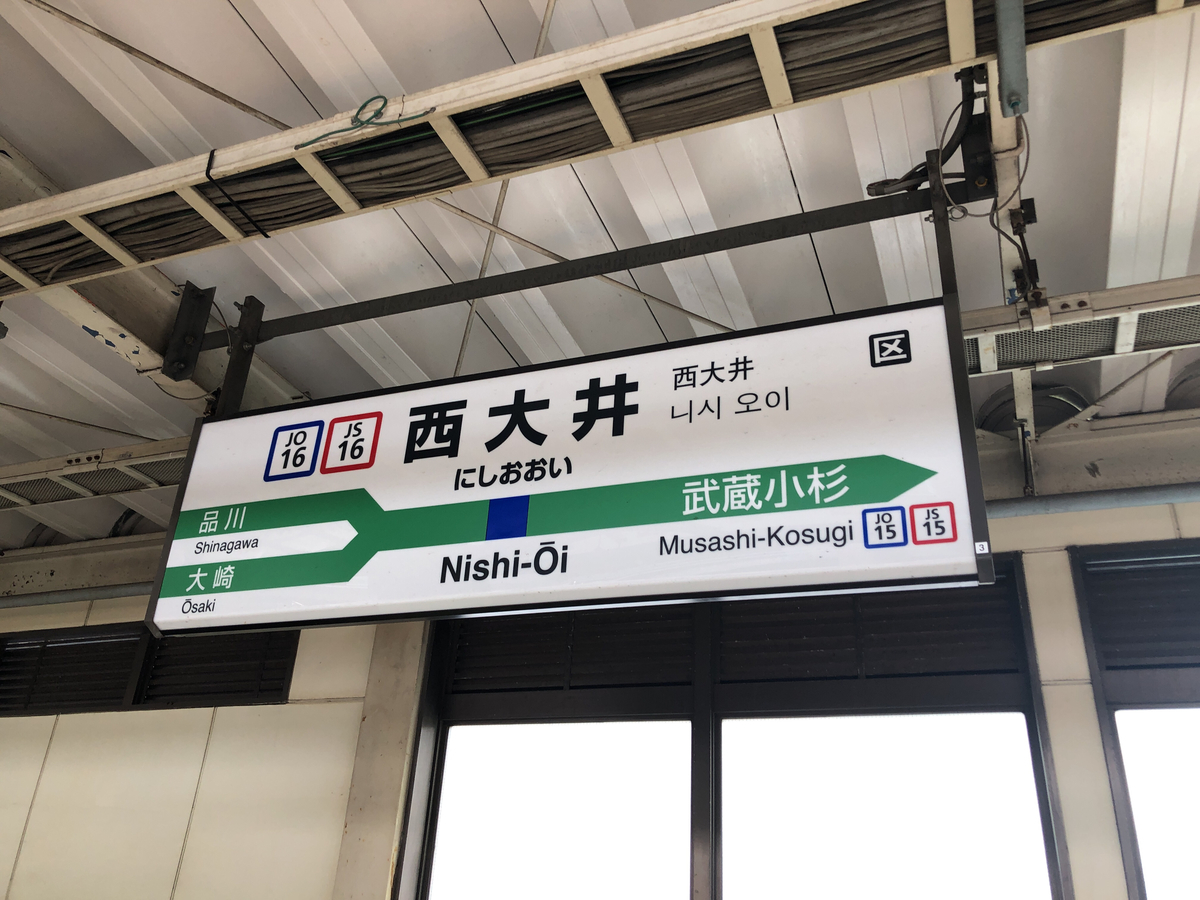 区
JO
16
JS
16
西大井
西大井
니시 오이
にしおおい
品川
Shinagawa
大崎
Ōsaki
Nishi-Ōi
武蔵小杉
Musashi-Kosugi
JO
15
JS
15
3